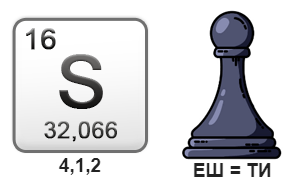 16
S
32,066
4,1,2
ЕШ = ТИ